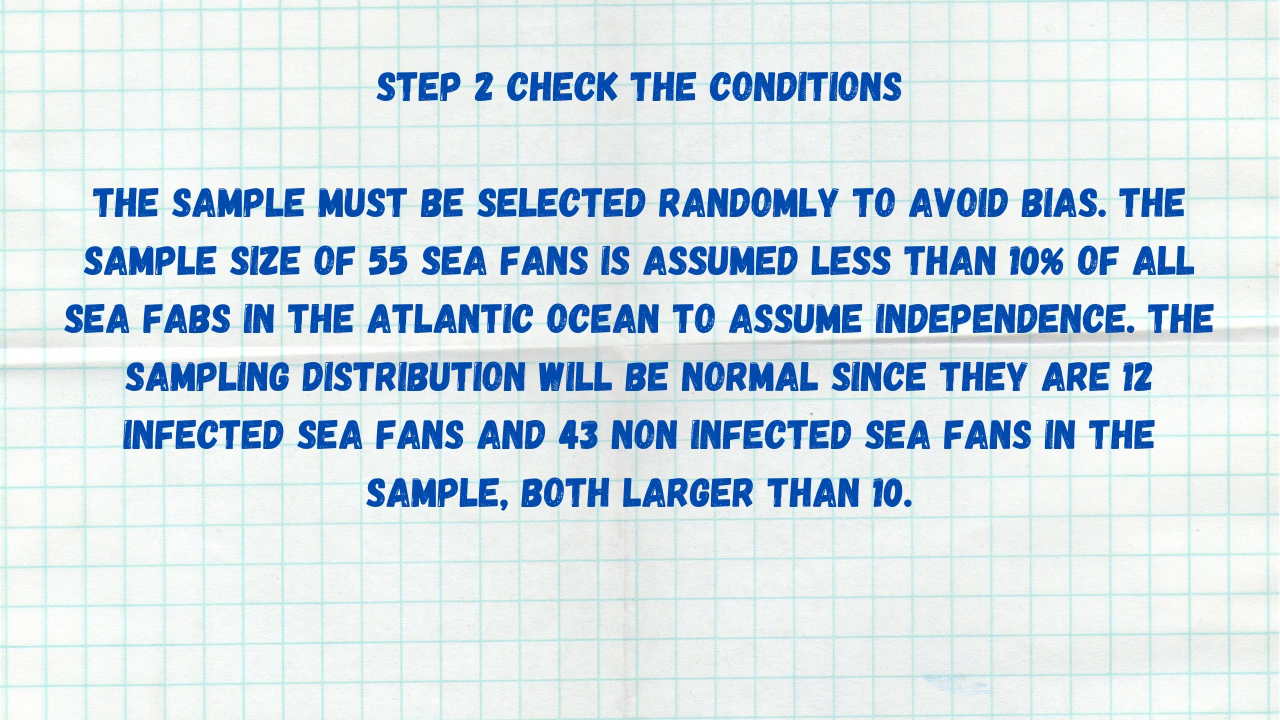 STEP 2 CHECK THE CONDITIONS
THE SAMPLE MUST BE SELECTED RANDOMLY TO AVOID BIAS. THE
SAMPLE SIZE OF 55 SEA FANS IS ASSUMED LESS THAN 10% OF ALL
SEA FABS IN THE ATLANTIC OCEAN TO ASSUME INDEPENDENCE. THE
SAMPLING DISTRIBUTION WILL BE NORMAL SINCE THEY ARE 12
INFECTED SEA FANS AND 43 NON INFECTED SEA FANS IN THE
SAMPLE, BOTH LARGER THAN 10.